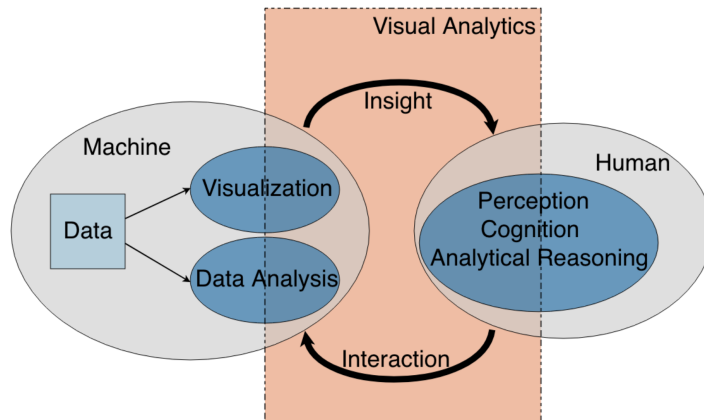 Visual Analytics
Insight
Machine
Human
Visualization
Perception
Cognition
Analytical Reasoning
Data
Data Analysis
Interaction